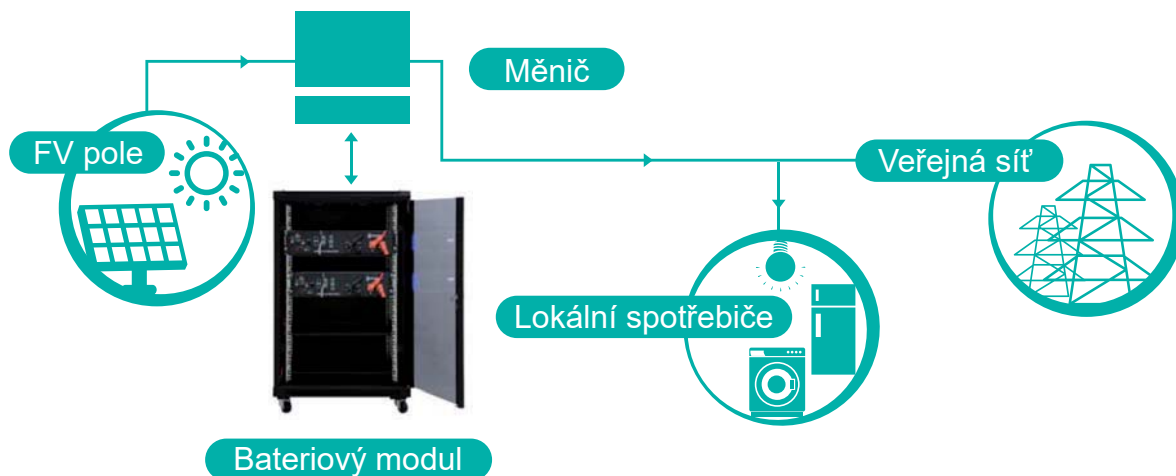 Měnič
FV pole
Veřejná síť
Lokální spotřebiče
Bateriový modul